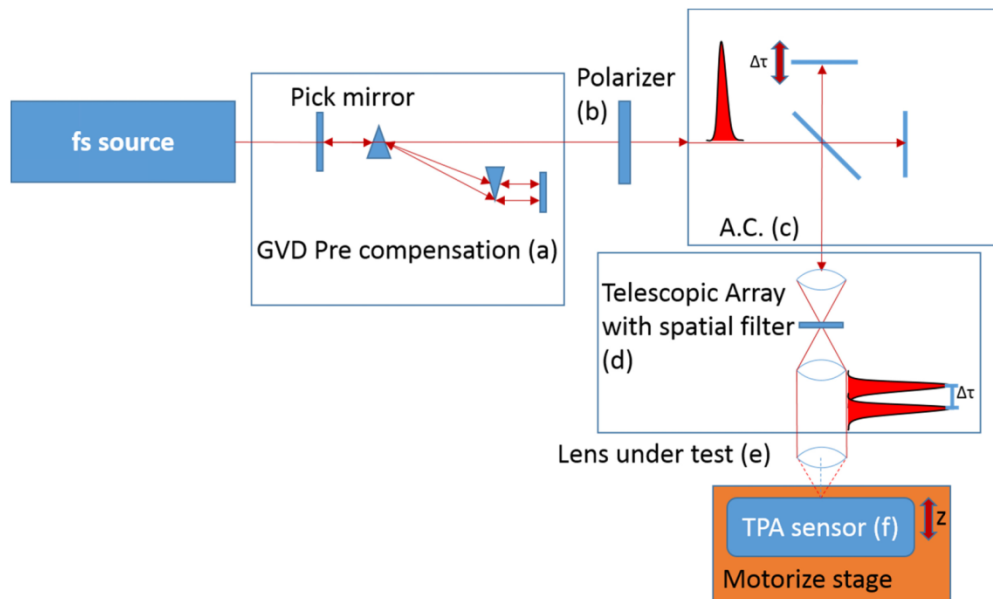 fs source
Pick mirror
GVD Pre compensation (a)
Polarizer
(b)
Δτ
A.C. (c)
Telescopic Array
with spatial filter
(d)
Δτ
Lens under test (e)
TPA sensor (f)
z
Motorize stage